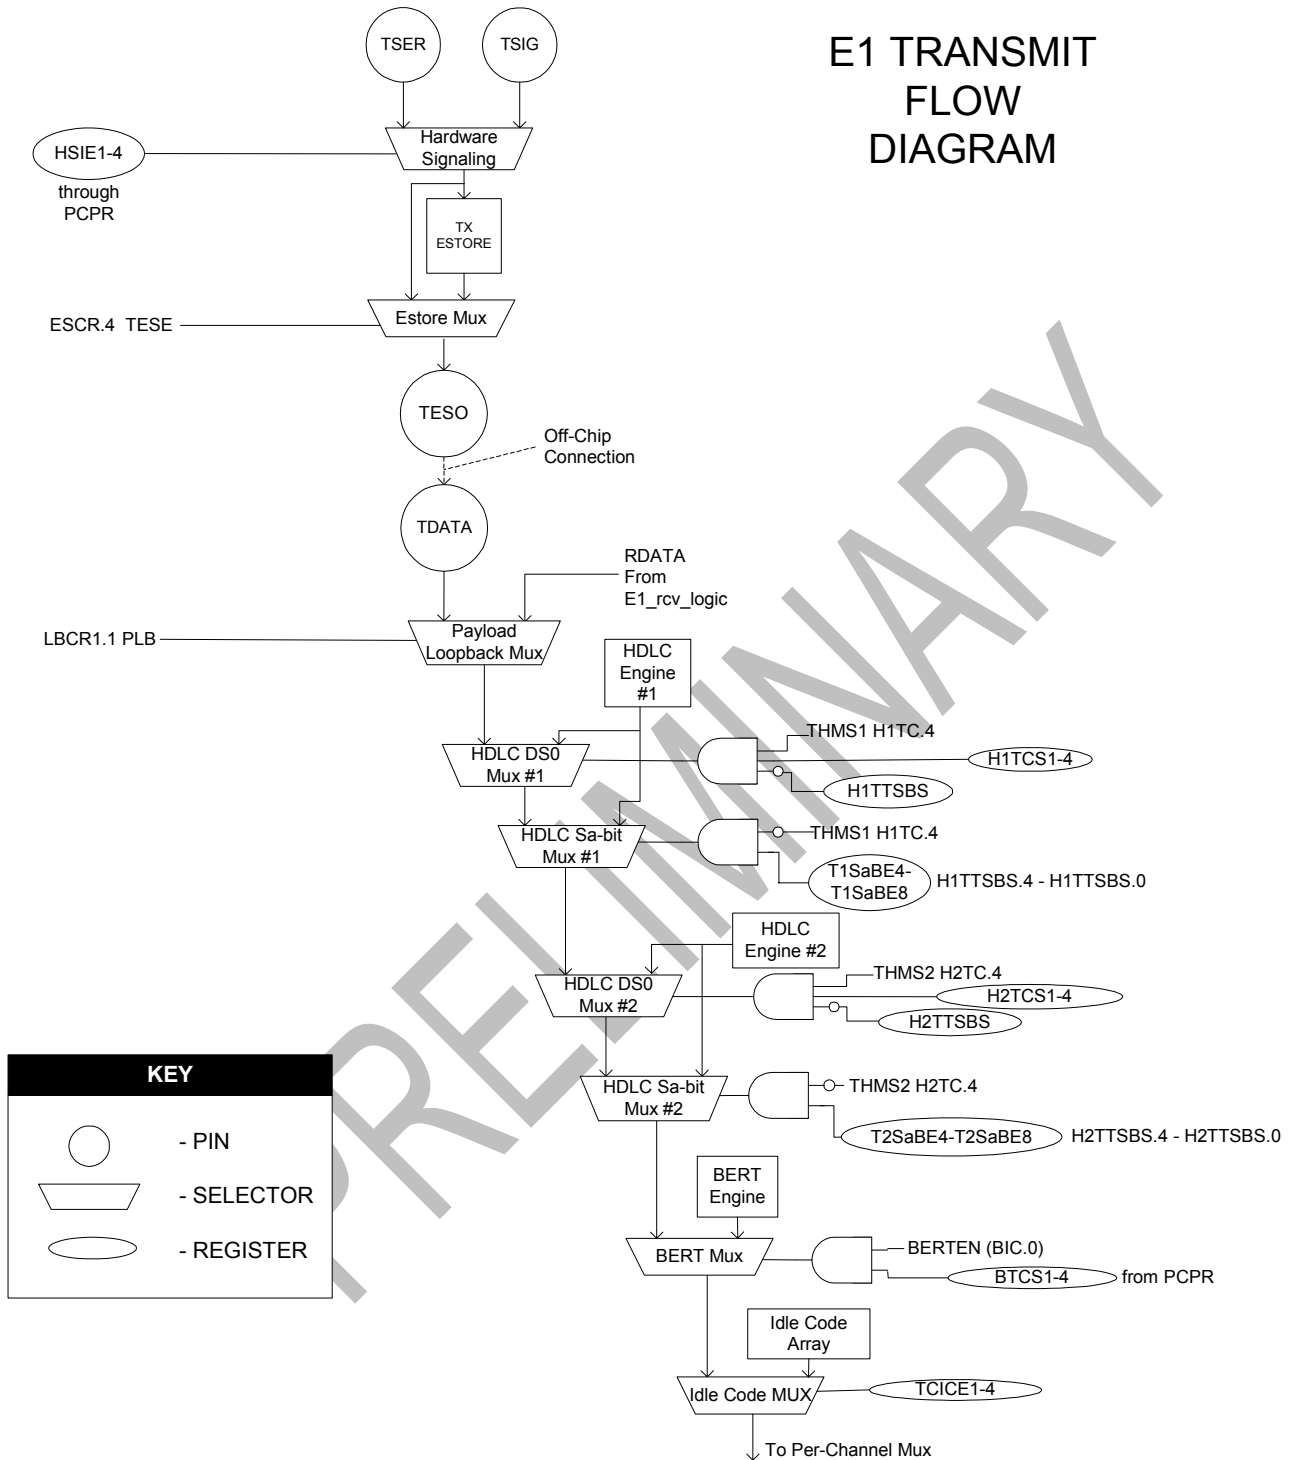 TSER
TSIG
E1 TRANSMIT
FLOW
DIAGRAM
Hardware
Signaling
HSIE1-4
through
PCPR
TX
ESTORE
Estore Mux
ESCR.4 TESE
TESO
Off-Chip
Connection
TDATA
RDATA
From
E1_rcv_logic
LBCR1.1 PLB
Payload
Loopback Mux
HDLC
Engine
#1
THMS1 H1TC.4
HDLC DS0
Mux #1
H1TCS1-4
H1TTSBS
HDLC Sa-bit
Mux #1
THMS1 H1TC.4
T1SaBE4-
T1SaBE8
H1TTSBS.4 - H1TTSBS.0
HDLC
Engine #2
THMS2 H2TC.4
HDLC DS0
Mux #2
H2TCS1-4
H2TTSBS
HDLC Sa-bit
Mux #2
THMS2 H2TC.4
T2SaBE4-T2SaBE8
H2TTSBS.4 - H2TTSBS.0
KEY
- PIN
- SELECTOR
- REGISTER
BERT
Engine
BERT Mux
BERTEN (BIC.0)
BTCS1-4
from PCPR
Idle Code
Array
Idle Code MUX
TCICE1-4
To Per-Channel Mux
PRELIMINARY